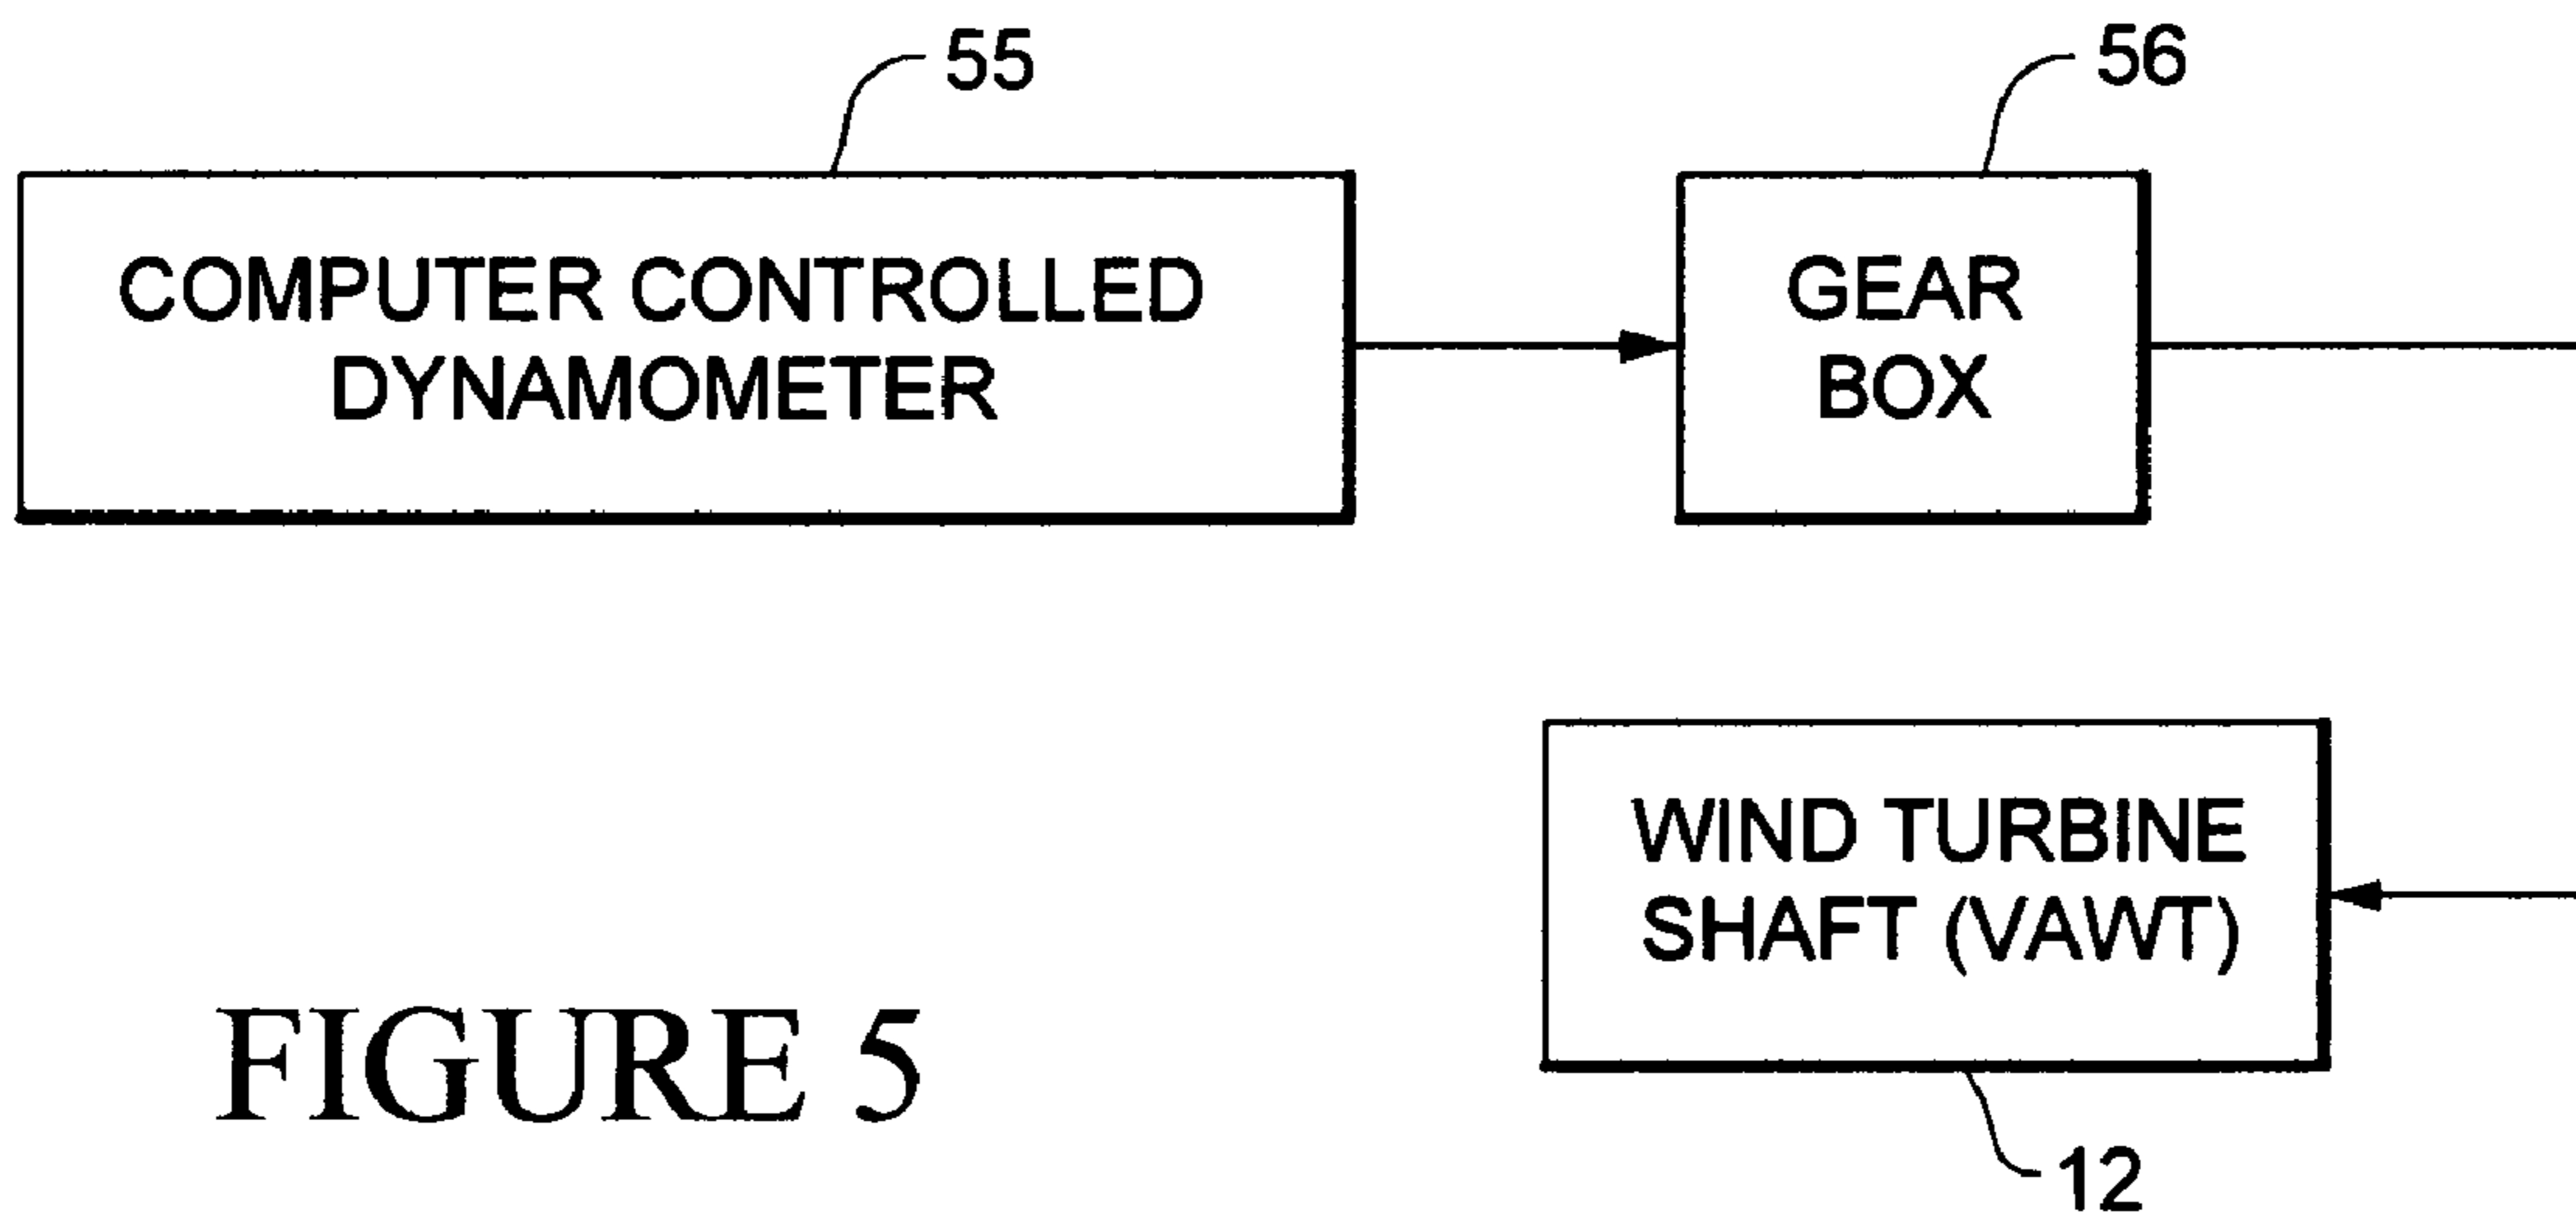 55
56
COMPUTER CONTROLLED
DYNAMOMETER
GEAR
BOX
WIND TURBINE
SHAFT (VAWT)
FIGURE 5
12